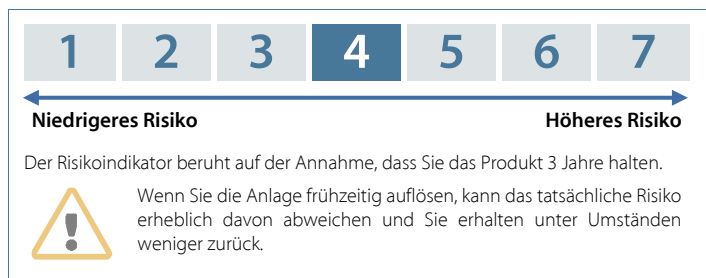 1 2 3 4 5 6 7
Niedrigeres Risiko Höheres Risiko
Der Risikoindikator beruht auf der Annahme, dass Sie das Produkt 3 Jahre halten.
Wenn Sie die Anlage frühzeitig auflösen, kann das tatsächliche Risiko
erheblich davon abweichen und Sie erhalten unter Umständen
weniger zurück.